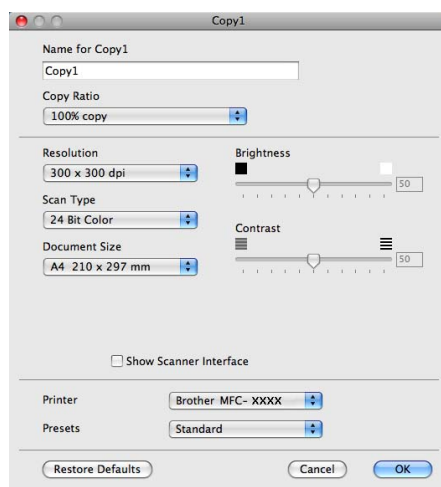 Copy1
Name for Copy1
Copy1
Copy Ratio
100% copy
Resolution
300 x 300 dpi
Scan Type
24 Bit Color
Document Size
A4 210 x 297 mm
Brightness
50
Contrast
50
Show Scanner Interface
Printer
Brother MFC- XXXX
Presets
Standard
Restore Defaults
Cancel
OK